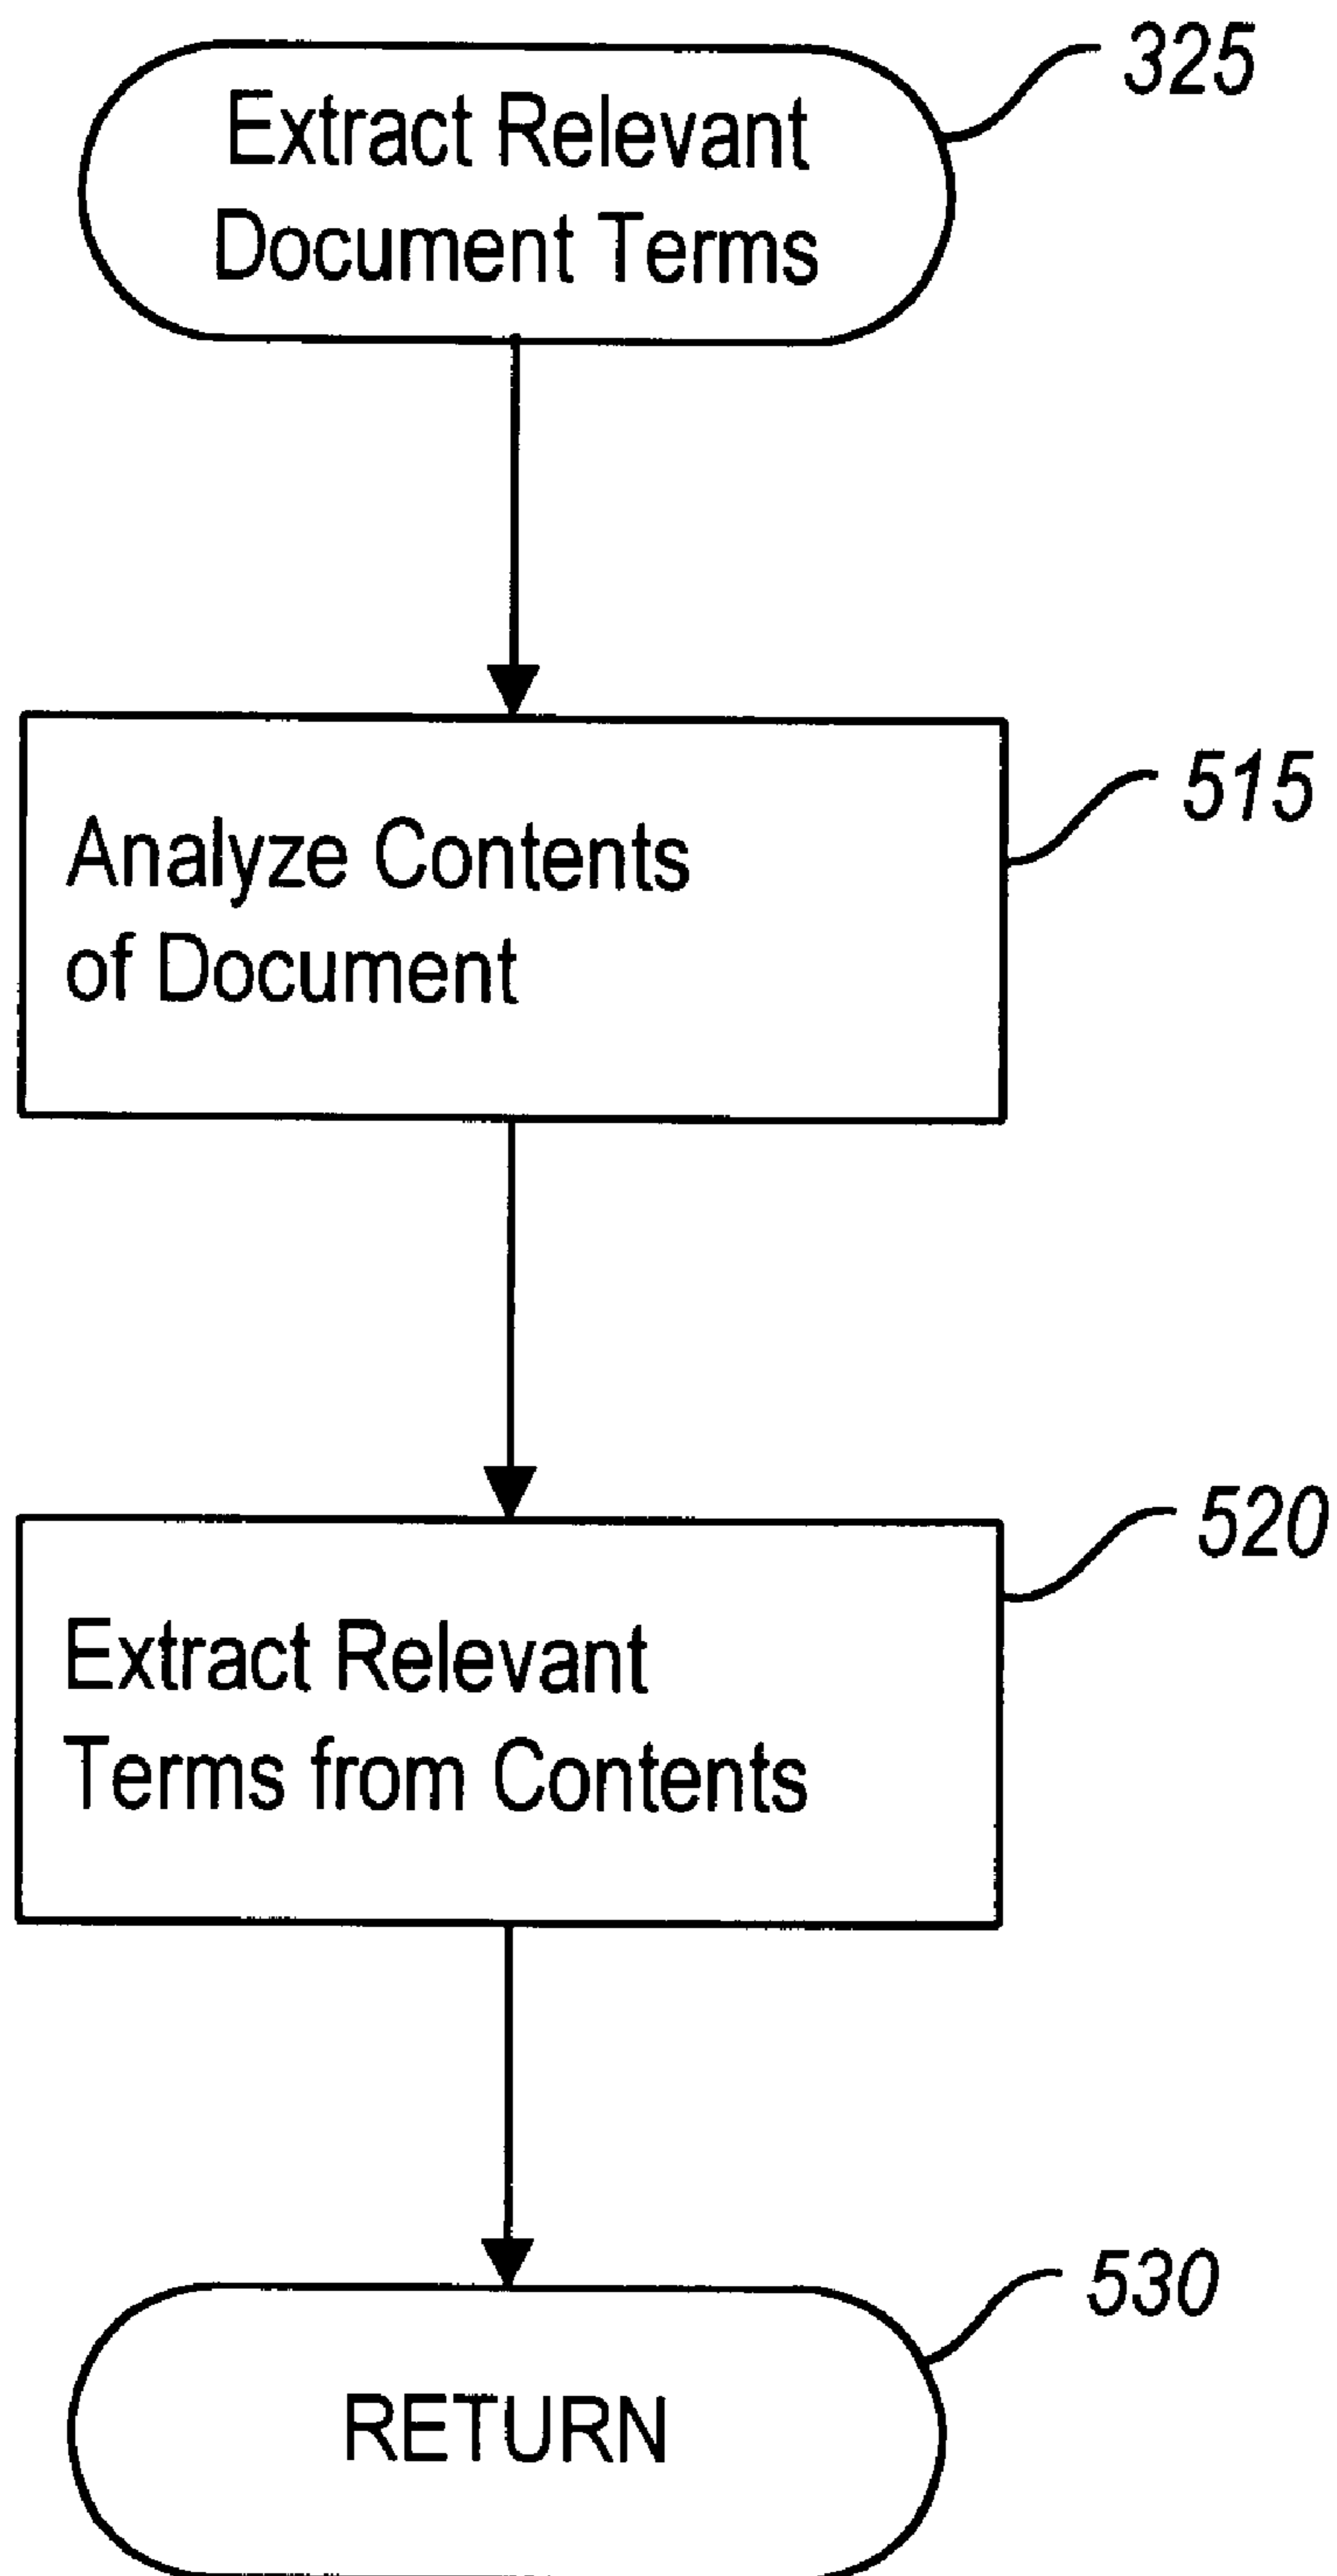 325
Extract Relevant
Document Terms
515
Analyze Contents
of Document
520
Extract Relevant
Terms from Contents
530
RETURN